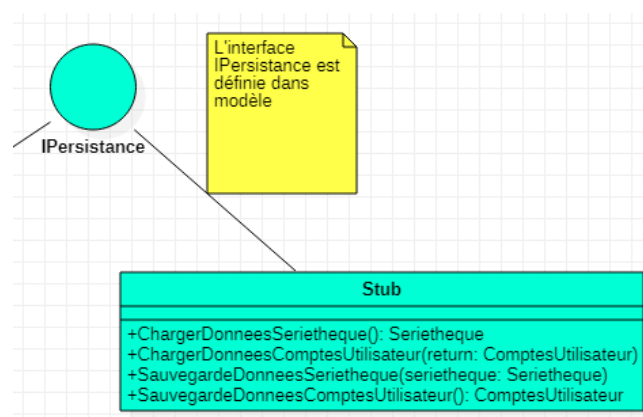 L'interface
IPersistance est
définie dans
modèle
IPersistance
Stub
+ChargerDonneesSerietheque(): Serietheque
+ChargerDonneesComptesUtilisateur(return: ComptesUtilisateur)
+SauvegardeDonneesSerietheque(serietheque: Serietheque)
+SauvegardeDonneesComptesUtilisateur(): ComptesUtilisateur